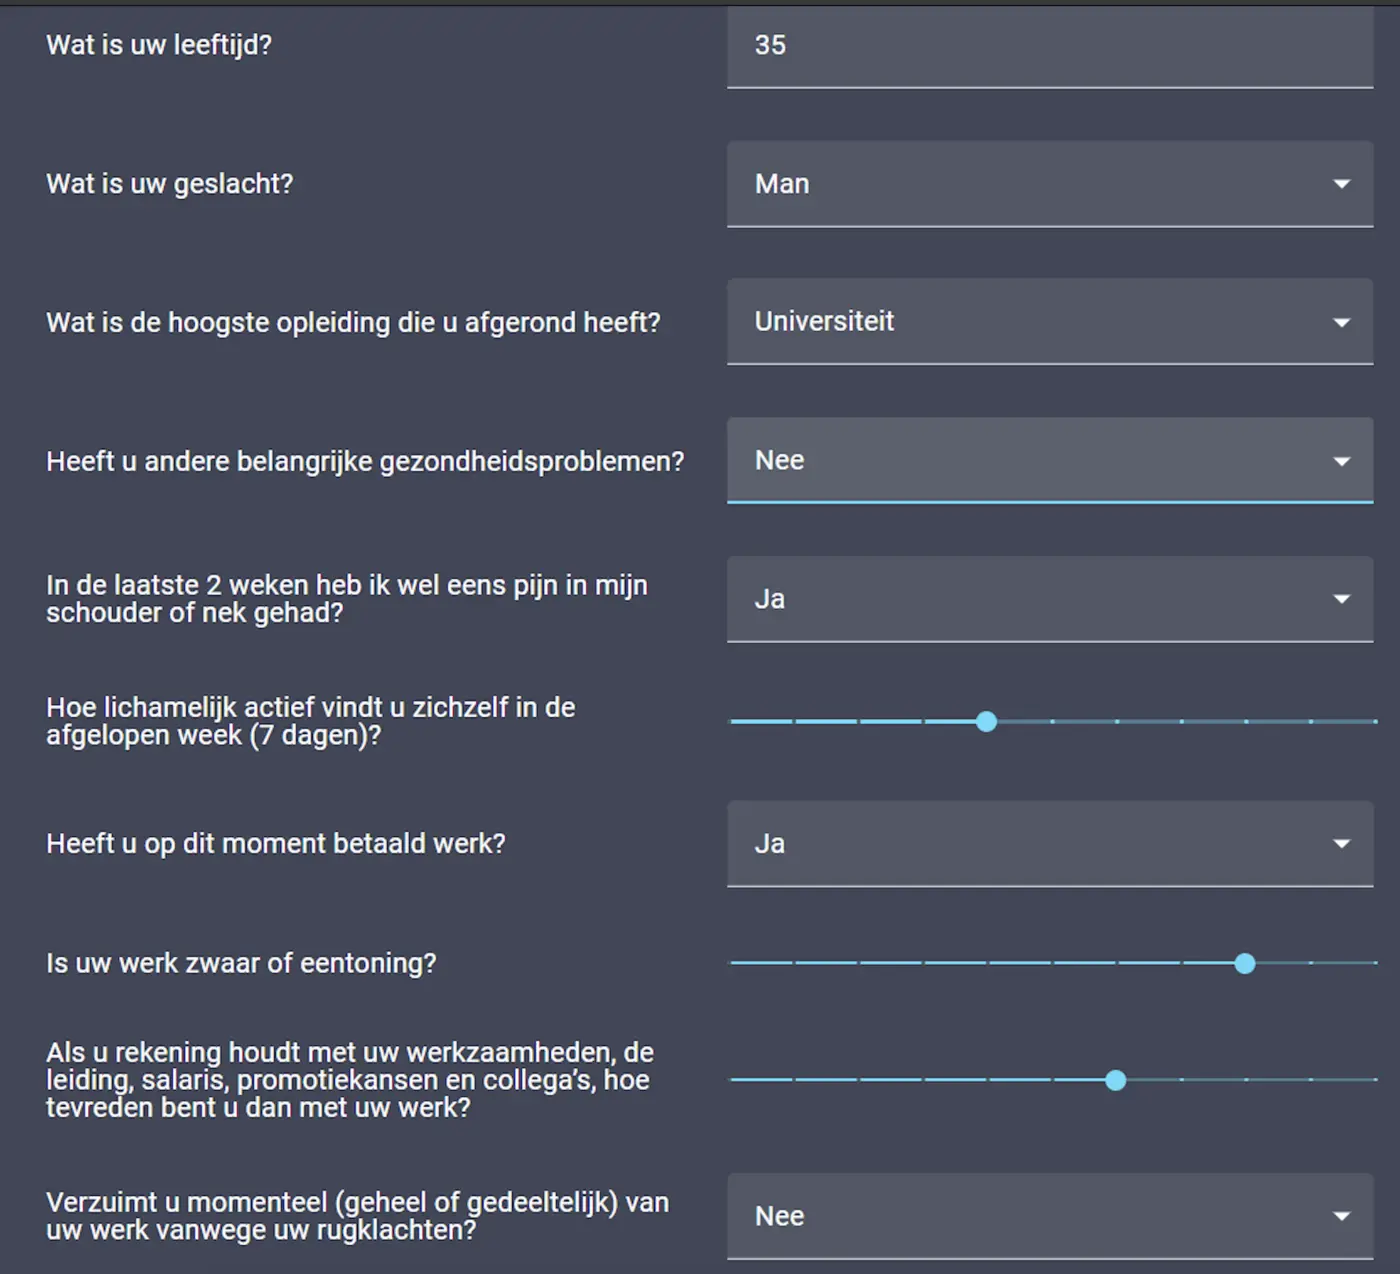 Wat is uw leeftijd?
35
Wat is uw geslacht?
Man
Wat is de hoogste opleiding die u afgerond heeft?
Universiteit
Heeft u andere belangrijke gezondheidsproblemen?
Nee
In de laatste 2 weken heb ik wel eens pijn in mijn
schouder of nek gehad?
Ja
Hoe lichamelijk actief vindt u zichzelf in de
afgelopen week (7 dagen)?
Heeft u op dit moment betaald werk?
Ja
Is uw werk zwaar of eentoning?
Als u rekening houdt met uw werkzaamheden, de
leiding, salaris, promotiekansen en collega’s, hoe
tevreden bent u dan met uw werk?
Verzuimt u momenteel (geheel of gedeeltelijk) van
uw werk vanwege uw rugklachten?
Nee